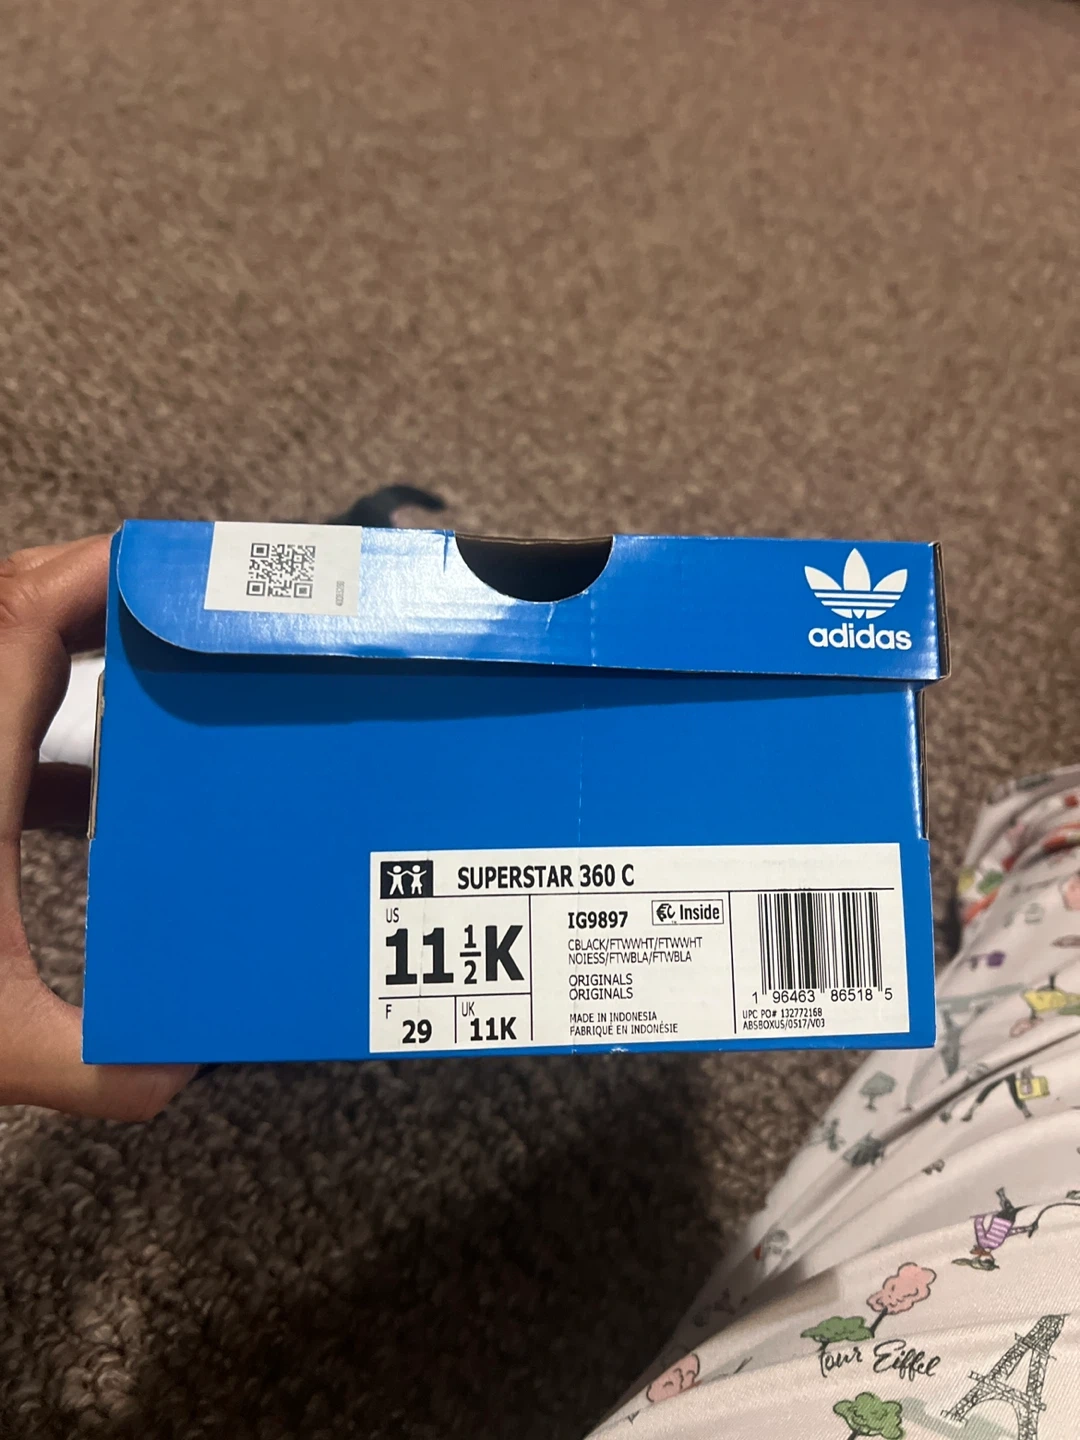 adidas
SUPERSTAR 360 C
US
11 1/2 K
F
29
UK
11K
IG9897
Inside
CBLACK/FTWWHT/FTWWHT
NOIESS/FTWBLA/FTWBLA
ORIGINALS
ORIGINALS
MADE IN INDONESIA
FABRIQUÉ EN INDONÉSIE
1 96463 86518 5
UPC PO# 132772168
ABSBOXUS/0517/V03
Tour Eiffel